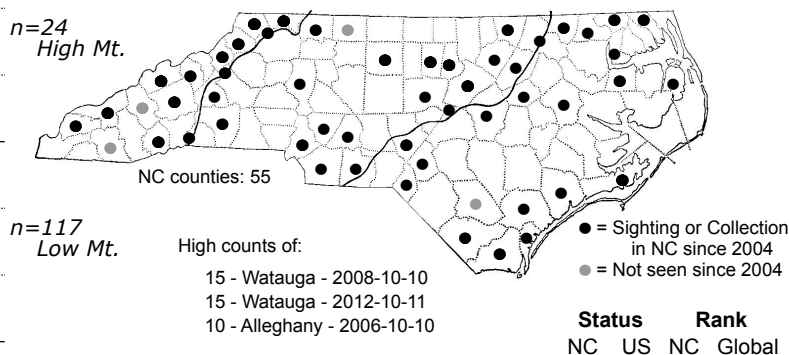 n=24
High Mt.
NC counties: 55
n=117
Low Mt.
High counts of:
15 - Watauga - 2008-10-10
15 - Watauga - 2012-10-11
10 - Alleghany - 2006-10-10
= Sighting or Collection
in NC since 2004
= Not seen since 2004
Status Rank
NC US NC Global